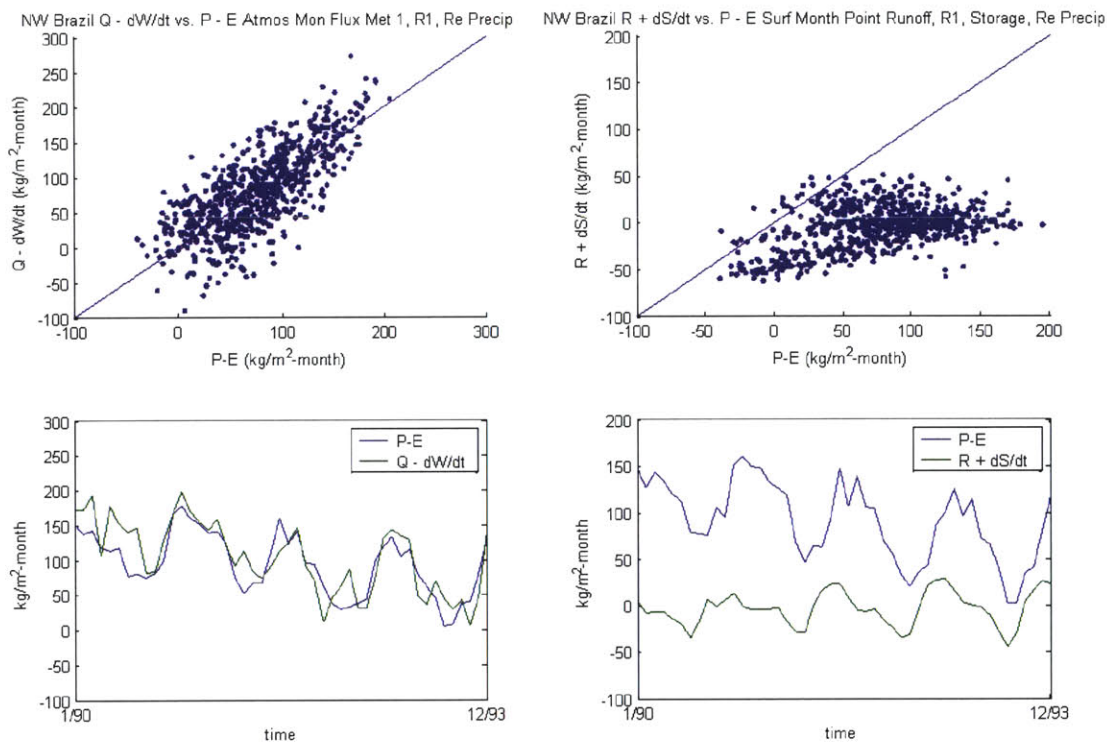 NW Brazil Q - dW/dt vs. P - E Atmos Mon Flux Met 1, R1, Re Precip
300
250
200
150
100
50
0
-50
-100
Q - dW/dt (kg/m²-month)
-100 0 100 200 300
P-E (kg/m²-month)
NW Brazil R + dS/dt vs. P - E Surf Month Point Runoff, R1, Storage, Re Precip
200
150
100
50
0
-50
-100
R + dS/dt (kg/m²-month)
-100 -50 0 50 100 150 200
P-E (kg/m²-month)
300
250
200
150
100
50
0
-50
-100
kg/m²-month
P-E
Q - dW/dt
1/90 12/93
time
200
150
100
50
0
-50
-100
kg/m²-month
P-E
R + dS/dt
1/90 12/93
time